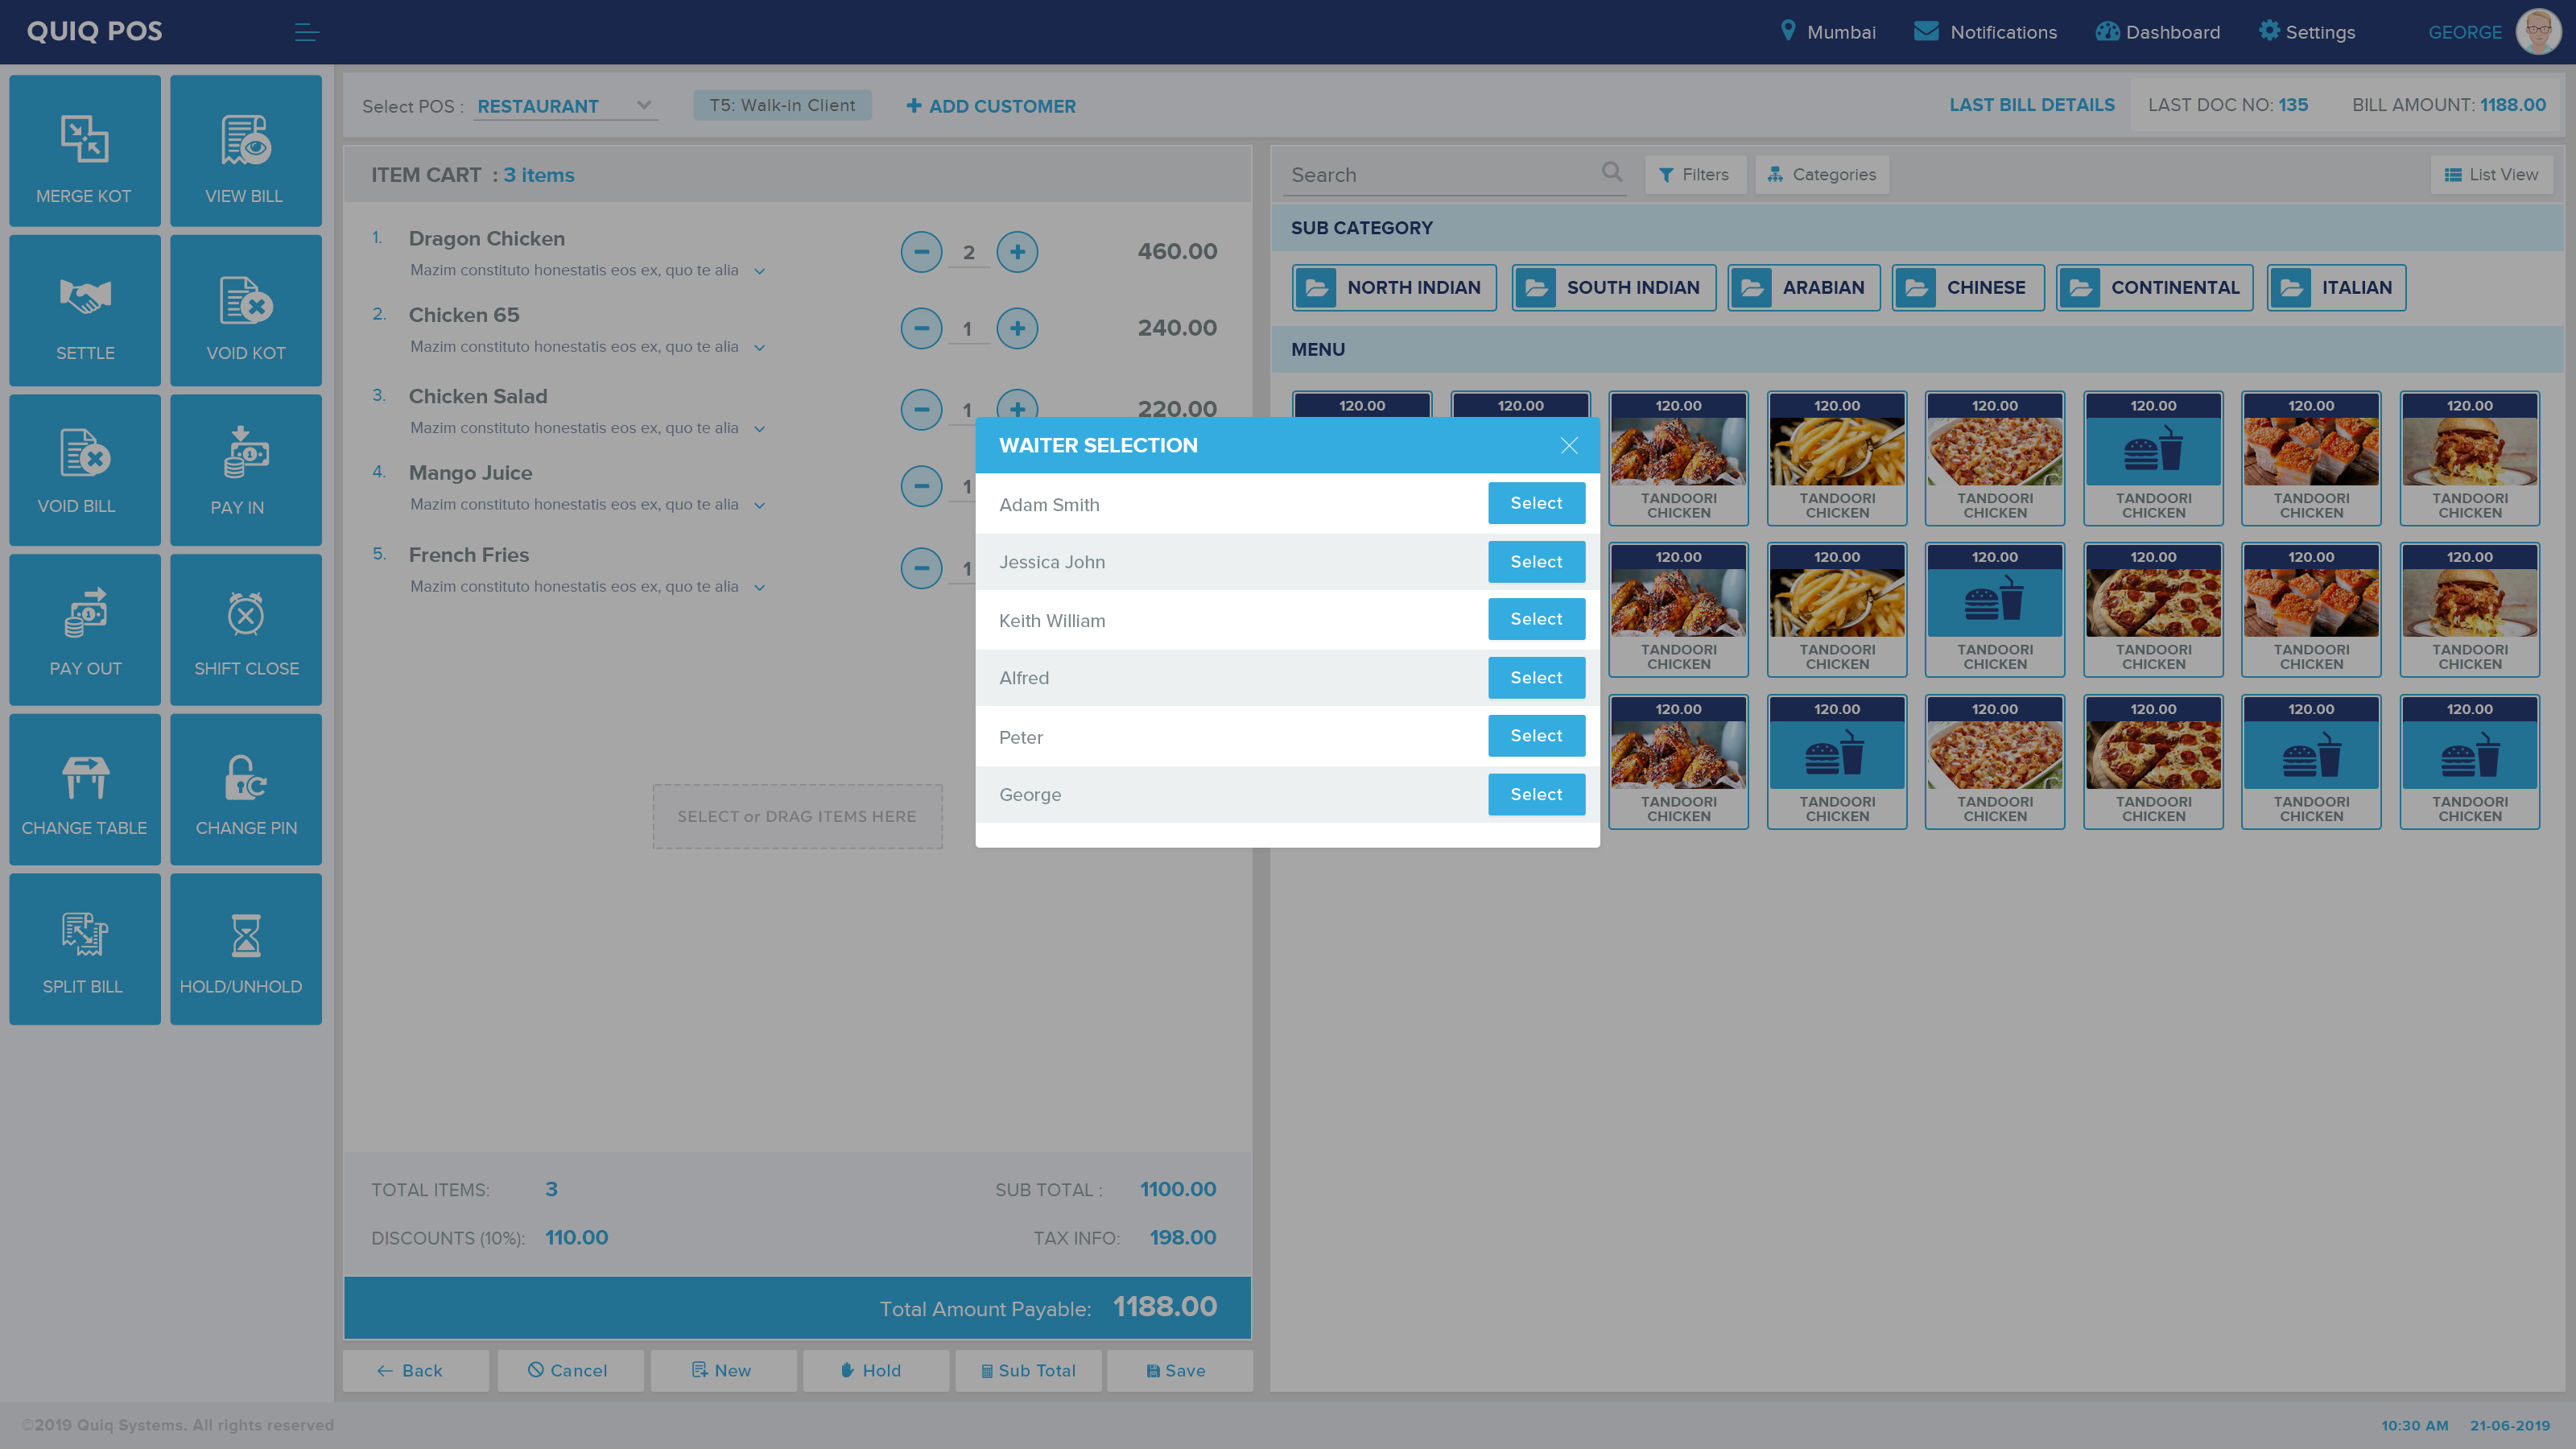 QUIQ POS
Mumbai
Notifications
Dashboard
Settings
GEORGE
MERGE KOT
VIEW BILL
SETTLE
VOID KOT
VOID BILL
PAY IN
PAY OUT
SHIFT CLOSE
CHANGE TABLE
CHANGE PIN
SPLIT BILL
HOLD/UNHOLD
Select POS : RESTAURANT
T5: Walk-in Client
ADD CUSTOMER
LAST BILL DETAILS
LAST DOC NO: 135
BILL AMOUNT: 1188.00
ITEM CART : 3 items
1. Dragon Chicken 2 460.00
Mazim constituto honestatis eos ex, quo te alia
2. Chicken 65 1 240.00
Mazim constituto honestatis eos ex, quo te alia
3. Chicken Salad 1 220.00
Mazim constituto honestatis eos ex, quo te alia
4. Mango Juice 1
Mazim constituto honestatis eos ex, quo te alia
5. French Fries 1
Mazim constituto honestatis eos ex, quo te alia
SELECT or DRAG ITEMS HERE
TOTAL ITEMS: 3
SUB TOTAL : 1100.00
DISCOUNTS (10%): 110.00
TAX INFO: 198.00
Total Amount Payable: 1188.00
Back
Cancel
New
Hold
Sub Total
Save
WAITER SELECTION
Adam Smith Select
Jessica John Select
Keith William Select
Alfred Select
Peter Select
George Select
Search
Filters
Categories
List View
SUB CATEGORY
NORTH INDIAN
SOUTH INDIAN
ARABIAN
CHINESE
CONTINENTAL
ITALIAN
MENU
120.00 120.00 120.00 120.00 120.00 120.00 120.00 120.00
TANDOORI TANDOORI TANDOORI TANDOORI TANDOORI TANDOORI
CHICKEN CHICKEN CHICKEN CHICKEN CHICKEN CHICKEN
120.00 120.00 120.00 120.00 120.00 120.00
TANDOORI TANDOORI TANDOORI TANDOORI TANDOORI TANDOORI
CHICKEN CHICKEN CHICKEN CHICKEN CHICKEN CHICKEN
120.00 120.00 120.00 120.00 120.00 120.00
TANDOORI TANDOORI TANDOORI TANDOORI TANDOORI TANDOORI
CHICKEN CHICKEN CHICKEN CHICKEN CHICKEN CHICKEN
©2019 Quiq Systems. All rights reserved
10:30 AM 21-06-2019